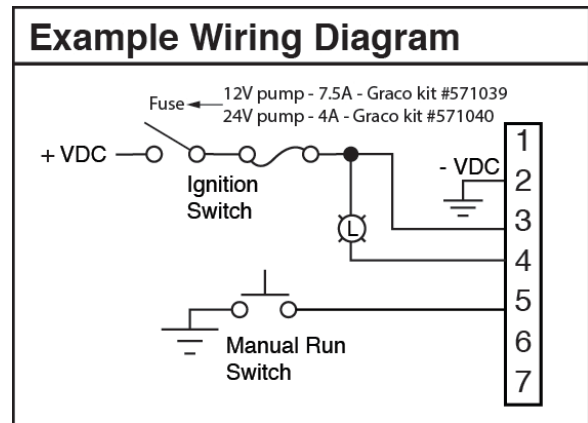 Example Wiring Diagram
12V pump - 7.5A - Graco kit #571039
Fuse
24V pump - 4A - Graco kit #571040
+ VDC
Ignition
Switch
- VDC
L
1
2
3
4
5
6
7
Manual Run
Switch